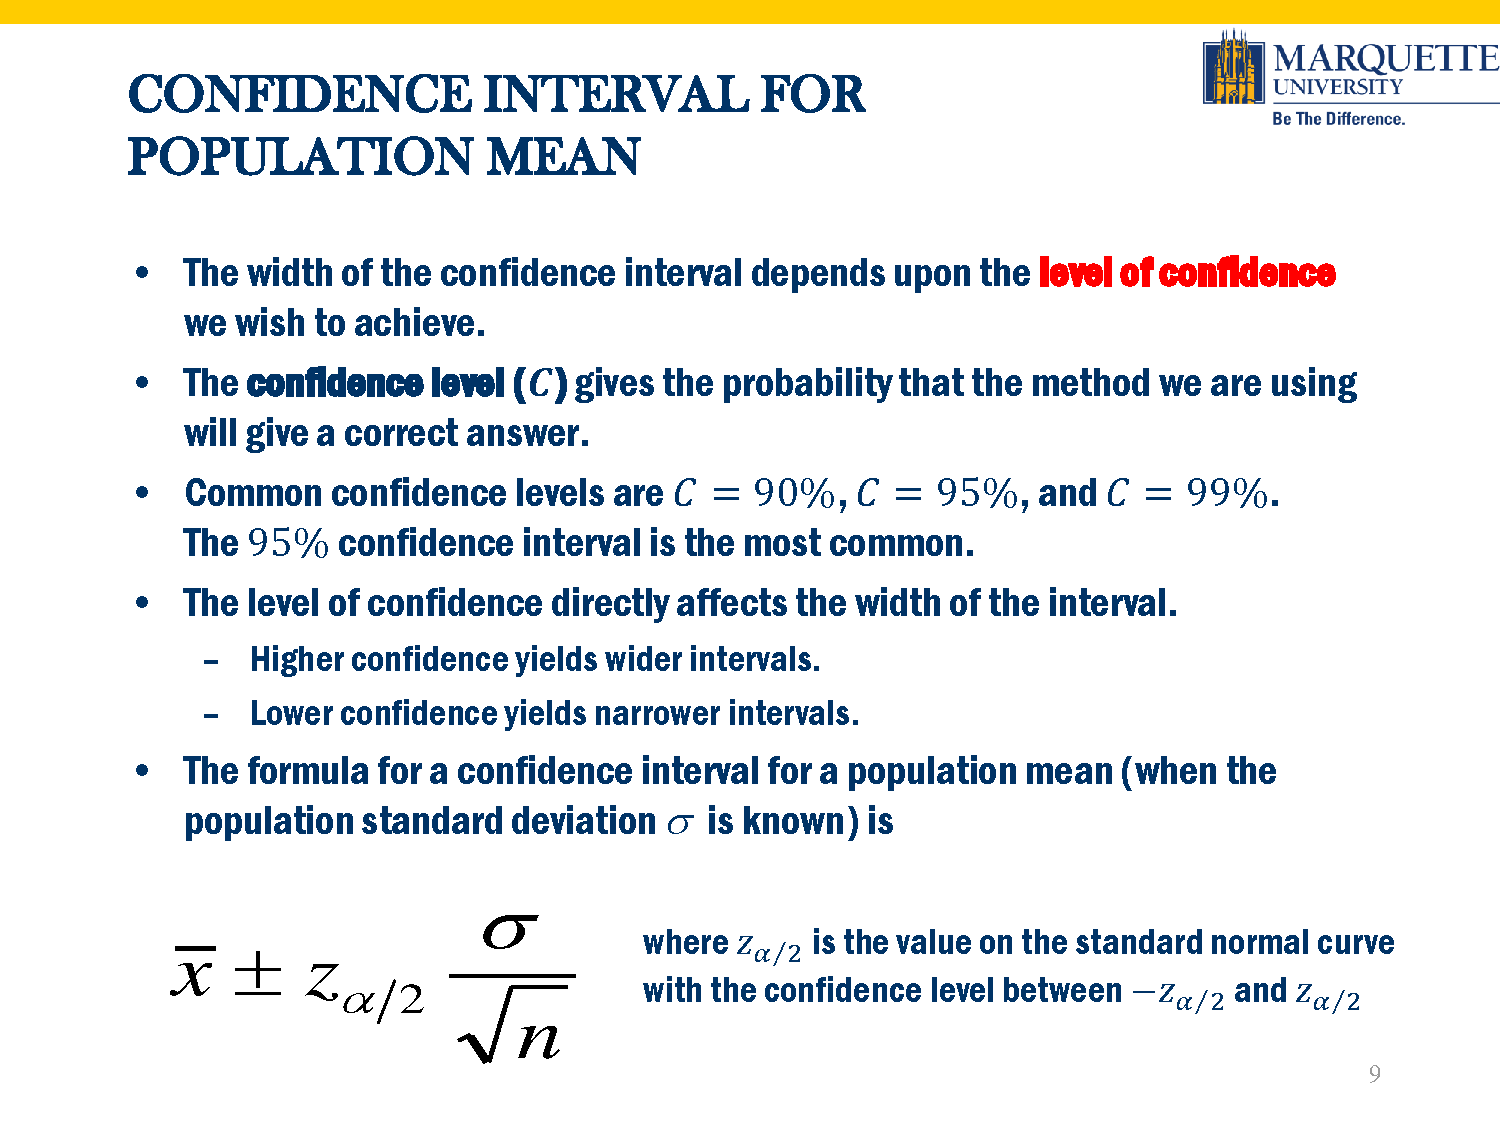 MARQUETTE
UNIVERSITY
Be The Difference.
CONFIDENCE INTERVAL FOR
POPULATION MEAN
• The width of the confidence interval depends upon the level of confidence
we wish to achieve.
• The confidence level (𝐶) gives the probability that the method we are using
will give a correct answer.
• Common confidence levels are 𝐶 = 90%, 𝐶 = 95%, and 𝐶 = 99%.
The 95% confidence interval is the most common.
• The level of confidence directly affects the width of the interval.
– Higher confidence yields wider intervals.
– Lower confidence yields narrower intervals.
• The formula for a confidence interval for a population mean (when the
population standard deviation σ is known) is
x̄ ± z_{α/2} σ/√n
where z_{α/2} is the value on the standard normal curve
with the confidence level between −z_{α/2} and z_{α/2}
9